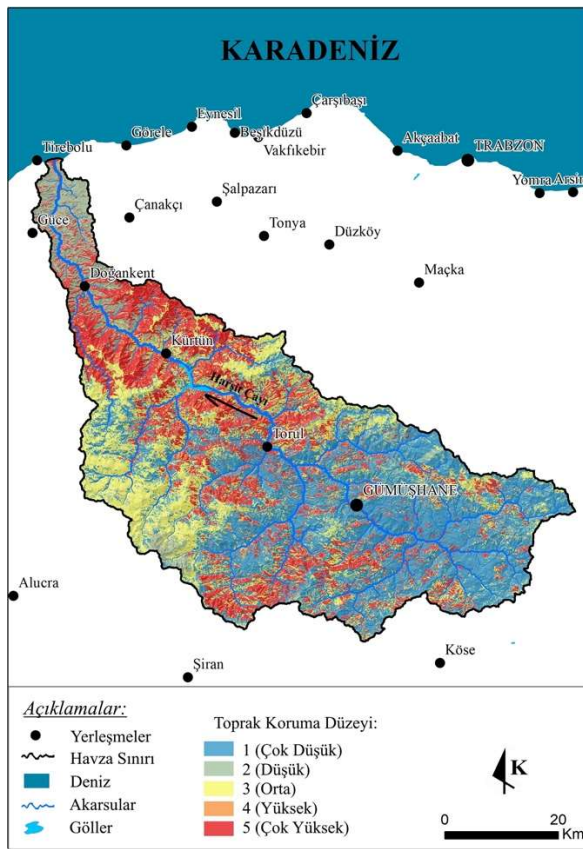 KARADENİZ
Çarşıbaşı
Eynesil
Beşikdüzü
Görele
Vakfıkebir
Akçaabat
TRABZON
Tirebolu
Yomra
Arsin
Şalpazarı
Çanakçı
Güce
Tonya
Düzköy
Maçka
Doğankent
Kürtün
Harşit Çayı
Torul
GÜMÜŞHANE
Alucra
Köse
Şiran
Açıklamalar:
Yerleşmeler
Havza Sınırı
Deniz
Akarsular
Göller
Toprak Koruma Düzeyi:
1 (Çok Düşük)
2 (Düşük)
3 (Orta)
4 (Yüksek)
5 (Çok Yüksek)
K
0 20
Km